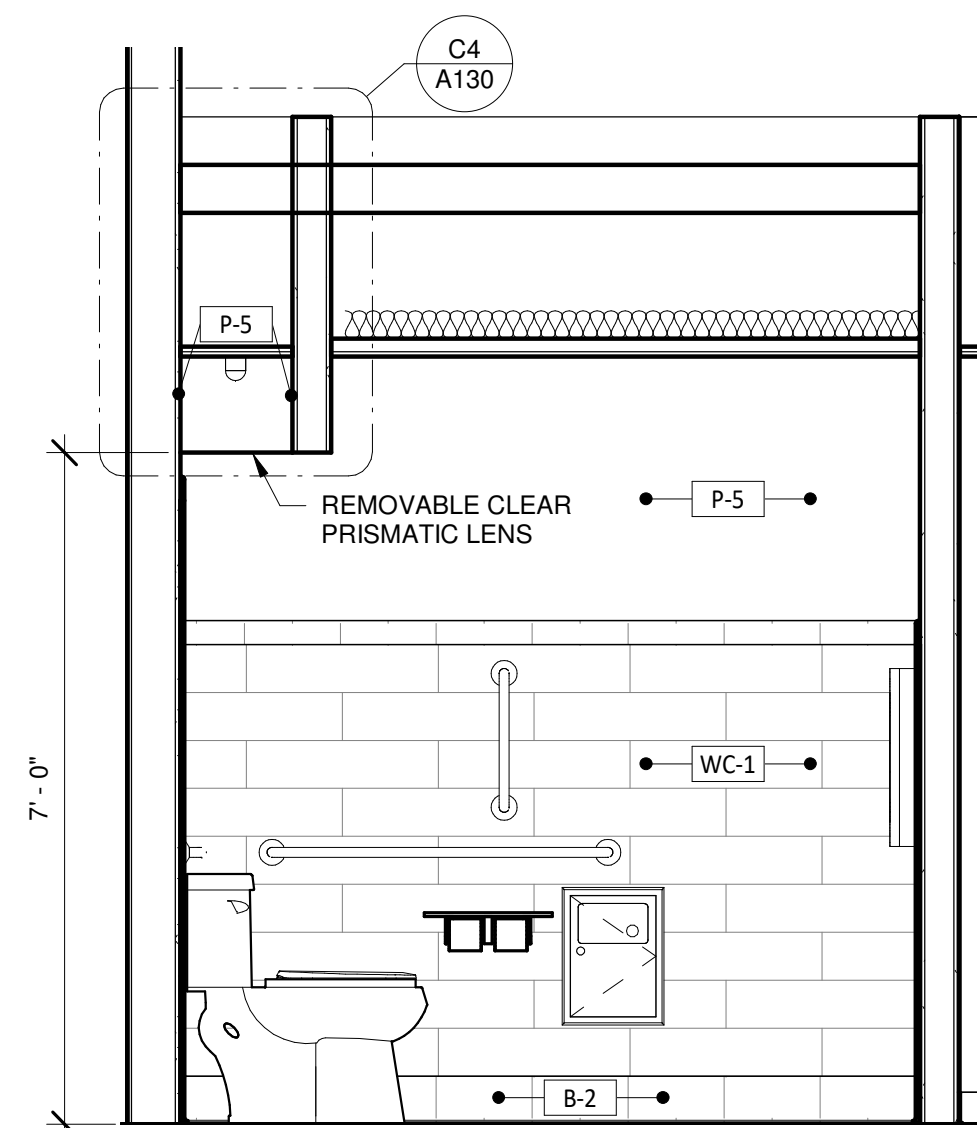 C4
A130
P-5
REMOVABLE CLEAR
PRISMATIC LENS
P-5
7' - 0"
WC-1
B-2